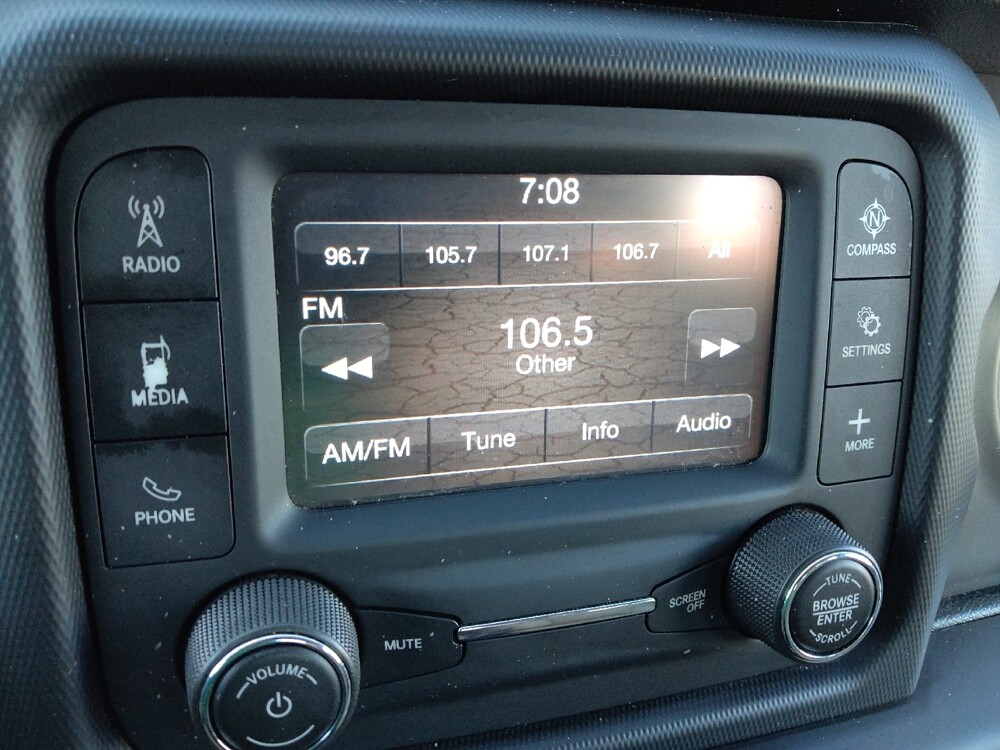 7:08
96.7 105.7 107.1 106.7 All
FM
106.5
Other
AM/FM Tune Info Audio
RADIO
MEDIA
PHONE
N
COMPASS
SETTINGS
MORE
VOLUME
MUTE
SCREEN
OFF
TUNE
BROWSE
ENTER
SCROLL